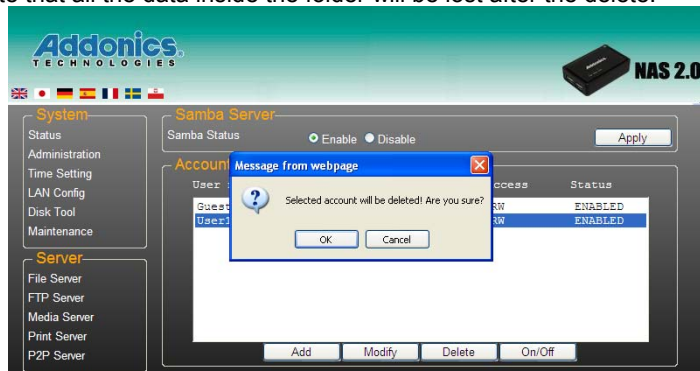 te that all the data inside the folder will be lost after the delete.
Addonics
TECHNOLOGIES
NAS 2.0
System
Status
Administration
Time Setting
LAN Config
Disk Tool
Maintenance
Server
File Server
FTP Server
Media Server
Print Server
P2P Server
Samba Server
Samba Status Enable Disable Apply
Account
User ccess Status
Guest RW ENABLED
User1 RW ENABLED
Message from webpage
Selected account will be deleted! Are you sure?
OK Cancel
Add Modify Delete On/Off